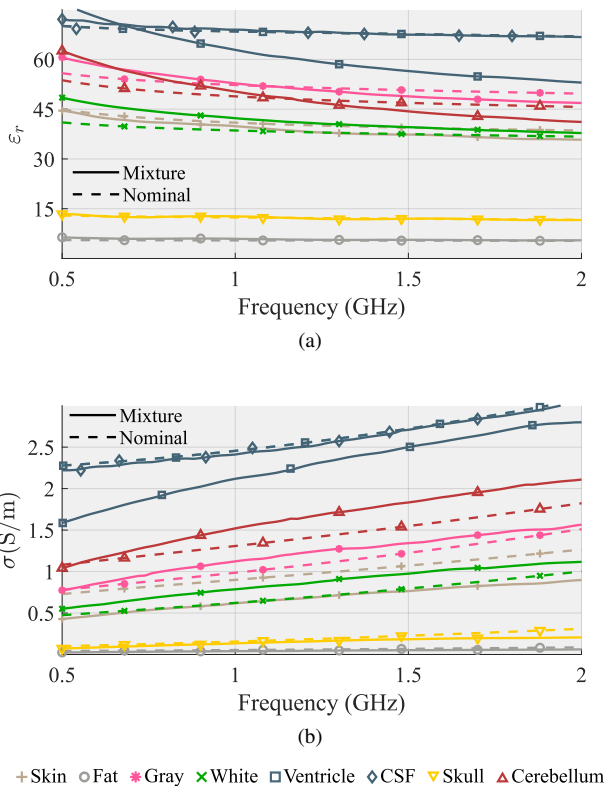 60
45
30
15
εr
Mixture
Nominal
0.5 1 1.5 2
Frequency (GHz)
(a)
2.5
2
1.5
1
0.5
σ(S/m)
Mixture
Nominal
0.5 1 1.5 2
Frequency (GHz)
(b)
Skin Fat Gray White Ventricle CSF Skull Cerebellum